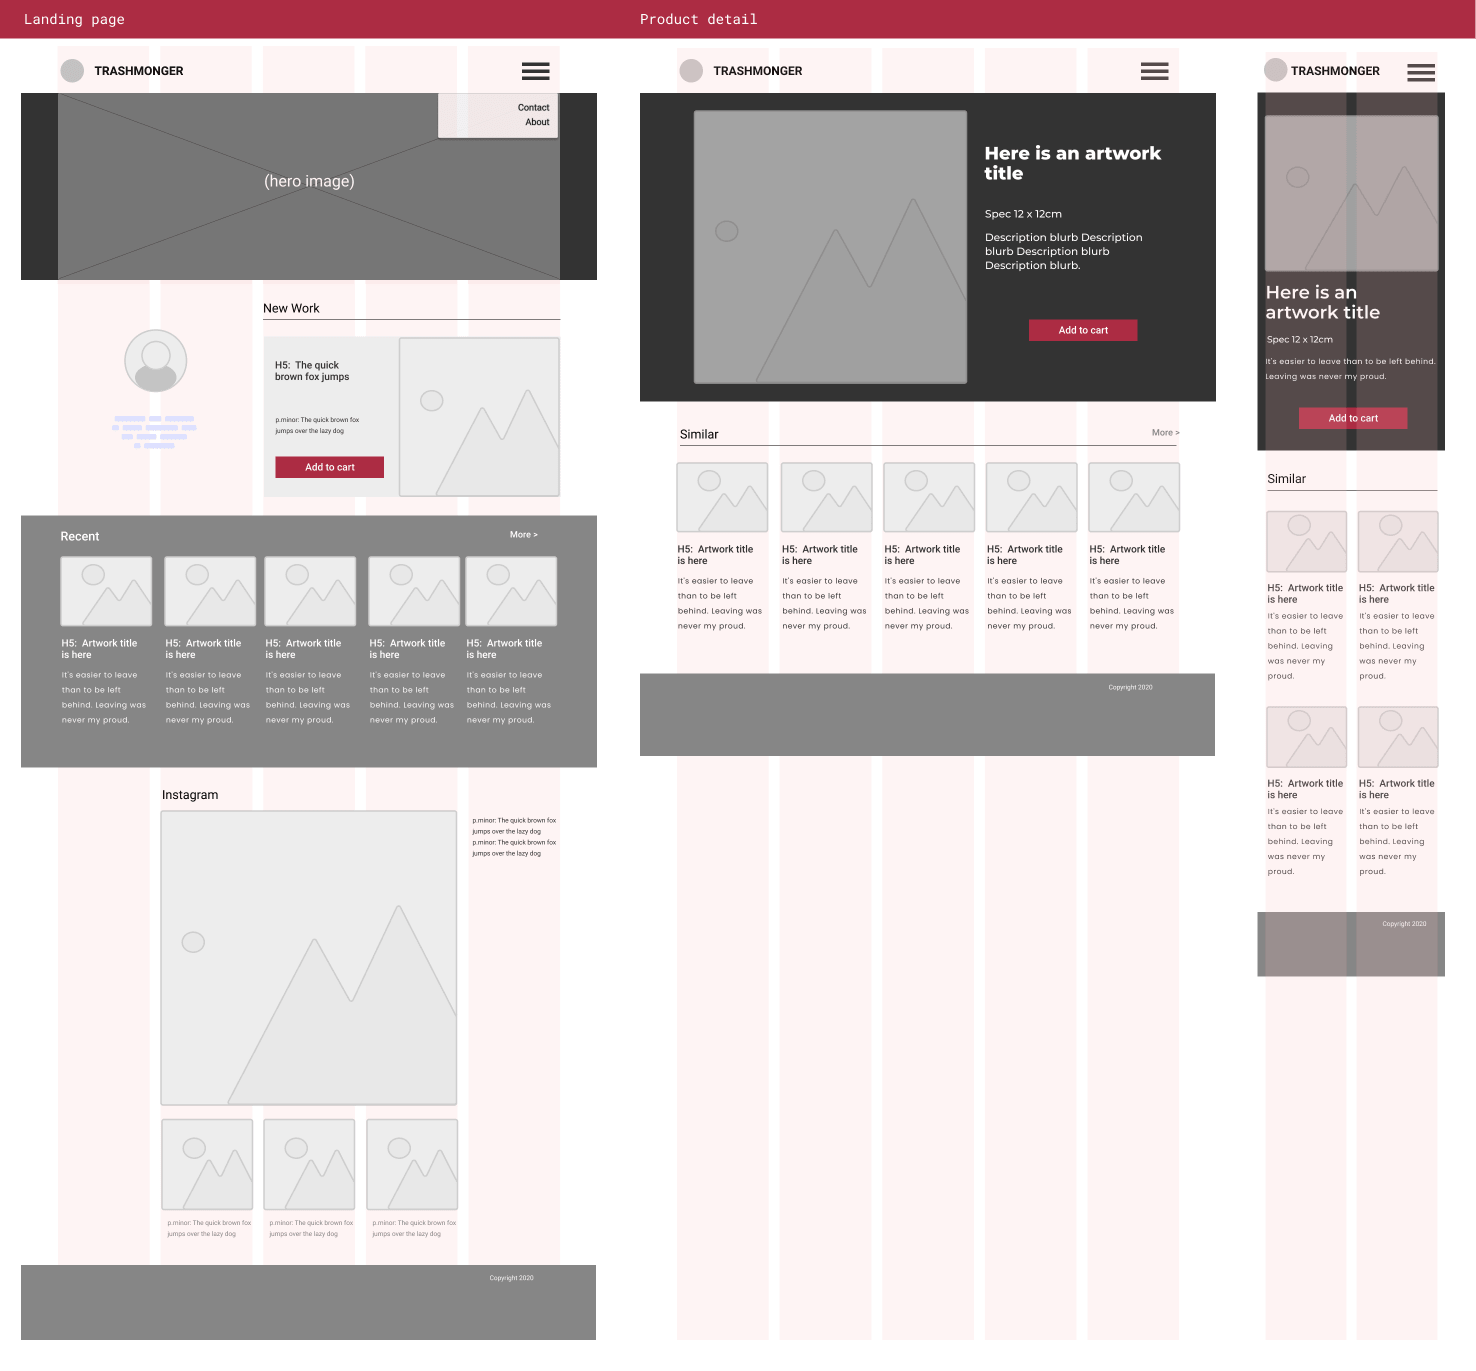 Landing page
TRASHMONGER
Contact
About
(hero image)
New Work
H5:  The quick
brown fox jumps
p.minor: The quick brown fox
jumps over the lazy dog
Add to cart
Recent
More >
H5:  Artwork title
is here
It's easier to leave
than to be left
behind. Leaving was
never my proud.
H5:  Artwork title
is here
It's easier to leave
than to be left
behind. Leaving was
never my proud.
H5:  Artwork title
is here
It's easier to leave
than to be left
behind. Leaving was
never my proud.
H5:  Artwork title
is here
It's easier to leave
than to be left
behind. Leaving was
never my proud.
H5:  Artwork title
is here
It's easier to leave
than to be left
behind. Leaving was
never my proud.
Instagram
p.minor: The quick brown fox
jumps over the lazy dog
p.minor: The quick brown fox
jumps over the lazy dog
p.minor: The quick brown fox
jumps over the lazy dog
p.minor: The quick brown fox
jumps over the lazy dog
p.minor: The quick brown fox
jumps over the lazy dog
Copyright 2020
Product detail
TRASHMONGER
Here is an artwork
title
Spec 12 x 12cm
Description blurb Description
blurb Description blurb
Description blurb.
Add to cart
Similar
More >
H5:  Artwork title
is here
It's easier to leave
than to be left
behind. Leaving was
never my proud.
H5:  Artwork title
is here
It's easier to leave
than to be left
behind. Leaving was
never my proud.
H5:  Artwork title
is here
It's easier to leave
than to be left
behind. Leaving was
never my proud.
H5:  Artwork title
is here
It's easier to leave
than to be left
behind. Leaving was
never my proud.
H5:  Artwork title
is here
It's easier to leave
than to be left
behind. Leaving was
never my proud.
Copyright 2020
TRASHMONGER
Here is an
artwork title
Spec 12 x 12cm
It's easier to leave than to be left behind.
Leaving was never my proud.
Add to cart
Similar
H5:  Artwork title
is here
It's easier to leave
than to be left
behind. Leaving
was never my
proud.
H5:  Artwork title
is here
It's easier to leave
than to be left
behind. Leaving
was never my
proud.
H5:  Artwork title
is here
It's easier to leave
than to be left
behind. Leaving
was never my
proud.
H5:  Artwork title
is here
It's easier to leave
than to be left
behind. Leaving
was never my
proud.
Copyright 2020